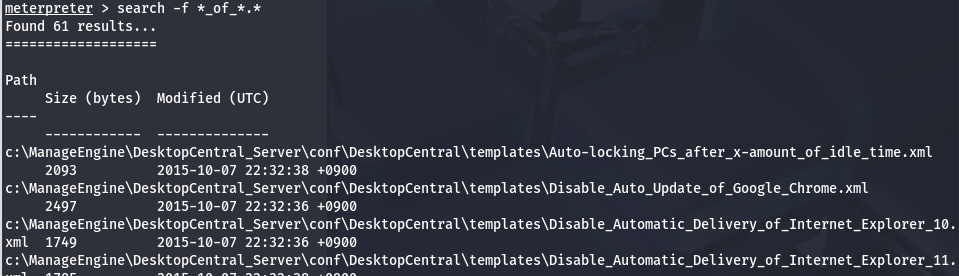 meterpreter > search -f *_of_*.*
Found 61 results...
===================
Path
Size (bytes)  Modified (UTC)
----
------------  --------------
c:\ManageEngine\DesktopCentral_Server\conf\DesktopCentral\templates\Auto-locking_PCs_after_x-amount_of_idle_time.xml
2093          2015-10-07 22:32:38 +0900
c:\ManageEngine\DesktopCentral_Server\conf\DesktopCentral\templates\Disable_Auto_Update_of_Google_Chrome.xml
2497          2015-10-07 22:32:36 +0900
c:\ManageEngine\DesktopCentral_Server\conf\DesktopCentral\templates\Disable_Automatic_Delivery_of_Internet_Explorer_10.
xml  1749          2015-10-07 22:32:36 +0900
c:\ManageEngine\DesktopCentral_Server\conf\DesktopCentral\templates\Disable_Automatic_Delivery_of_Internet_Explorer_11.